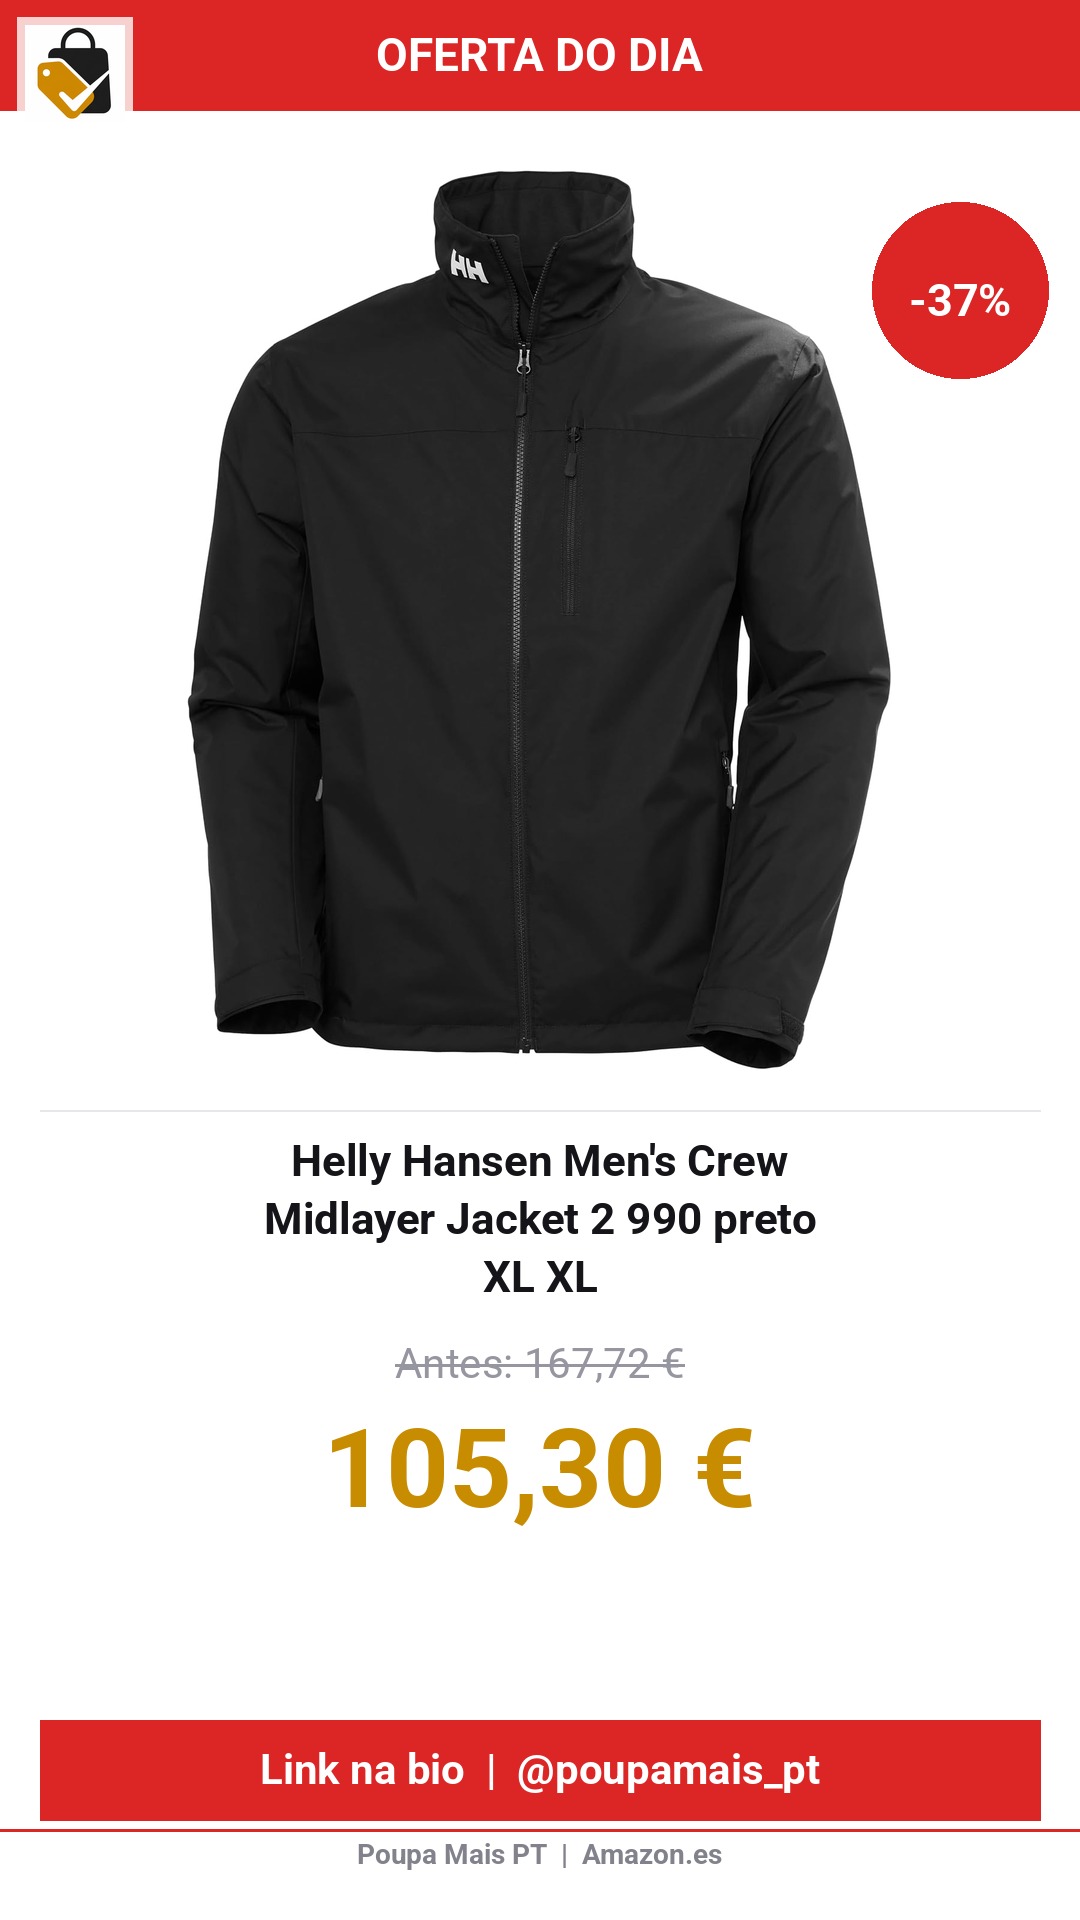 OFERTA DO DIA
HH
-37%
Helly Hansen Men's Crew
Midlayer Jacket 2 990 preto
XL XL
Antes: 167,72 €
105,30 €
Link na bio | @poupamais_pt
Poupa Mais PT | Amazon.es